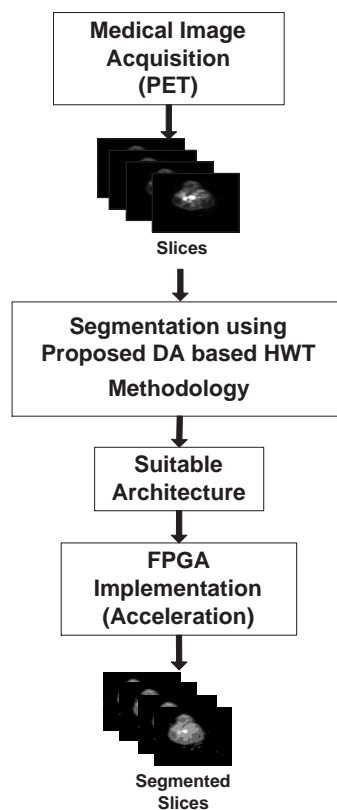 Medical Image
Acquisition
(PET)
Slices
Segmentation using
Proposed DA based HWT
Methodology
Suitable
Architecture
FPGA
Implementation
(Acceleration)
Segmented
Slices